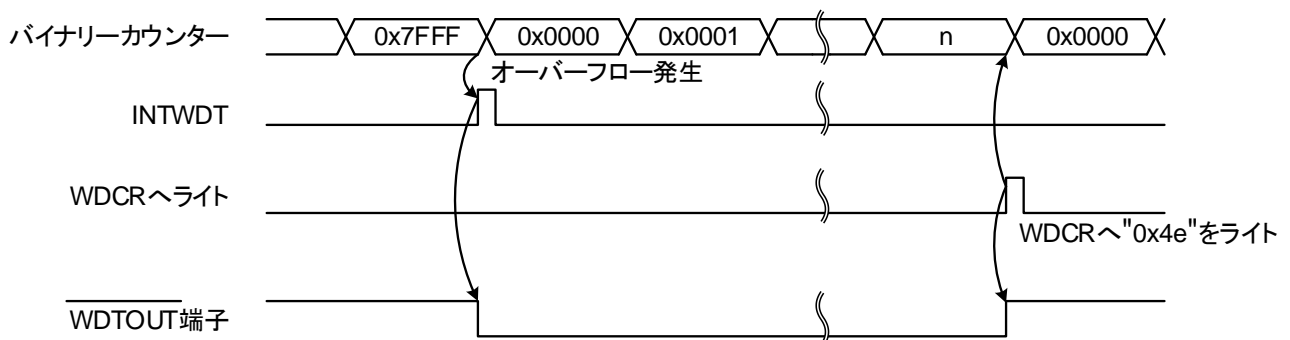 バイナリーカウンター 0x7FFF 0x0000 0x0001 n 0x0000
オーバーフロー発生
INTWDT
WDCRへライト
WDCRへ"0x4e"をライト
WDTOUT端子